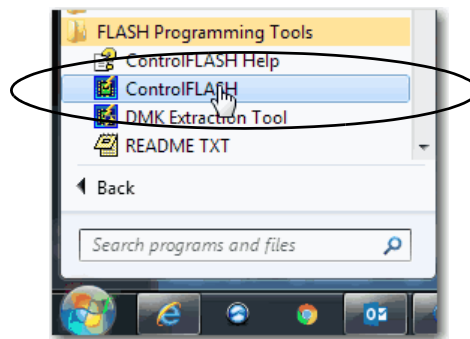 FLASH Programming Tools
ControlFLASH Help
ControlFLASH
DMK Extraction Tool
README TXT
Back
Search programs and files